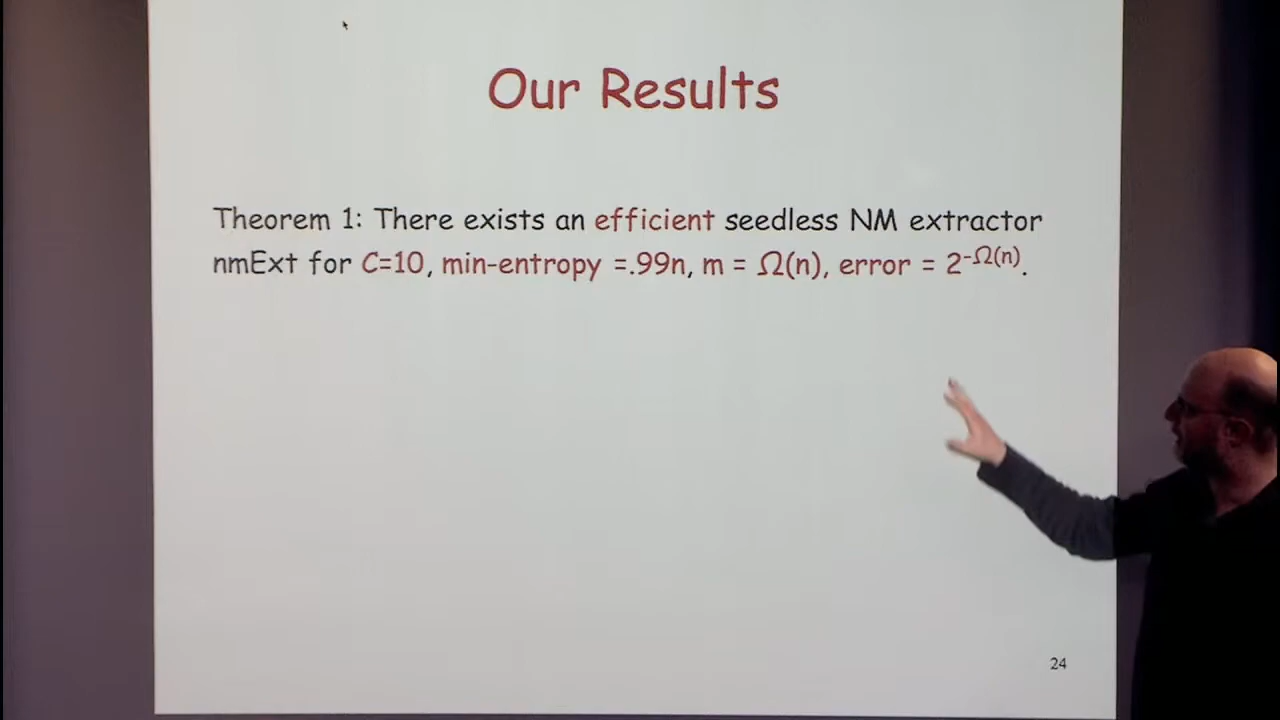 Our Results
Theorem 1: There exists an efficient seedless NM extractor
nmExt for C=10, min-entropy =.99n, m = Ω(n), error = 2^-Ω(n).
24